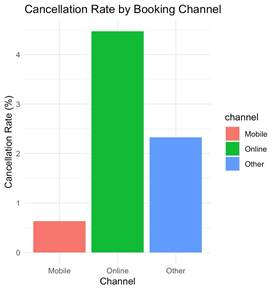 Cancellation Rate by Booking Channel
Cancellation Rate (%)
4
3
2
1
0
Mobile
Online
Other
Channel
channel
Mobile
Online
Other